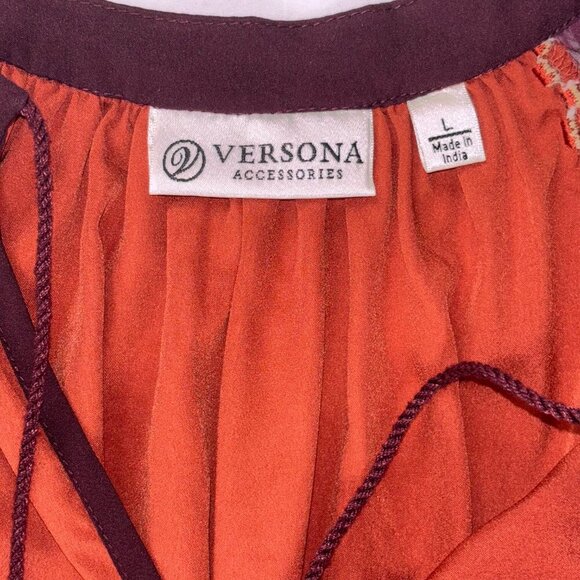 VERSONA
ACCESSORIES
L
Made in
India